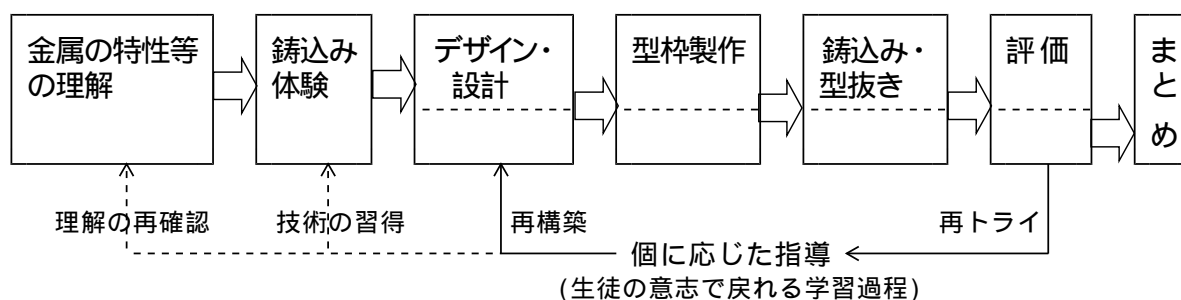 金属の特性等
の理解
鋳込み
体験
デザイン・
設計
型枠製作
鋳込み・
型抜き
評価
まとめ
理解の再確認
技術の習得
再構築
再トライ
個に応じた指導
(生徒の意志で戻れる学習過程)